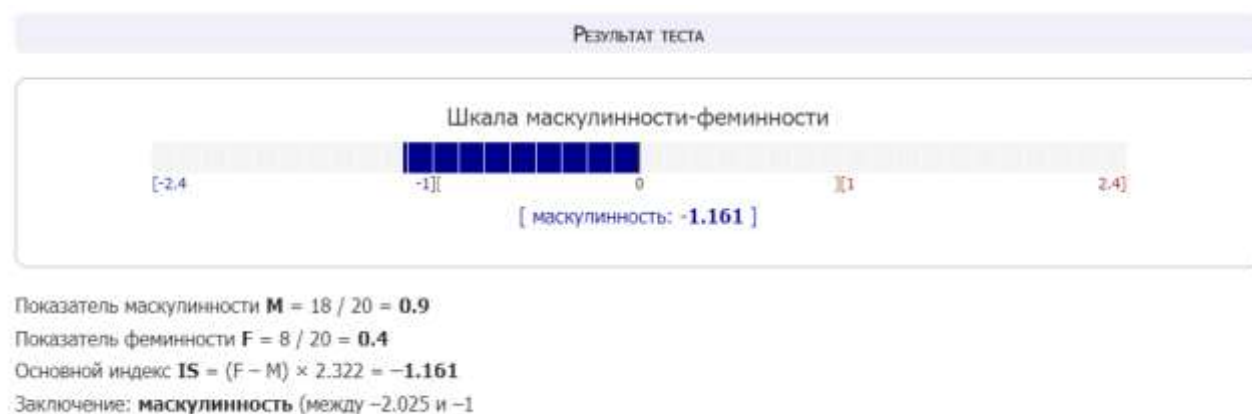 Результат теста
Шкала маскулинности-феминности
[-2.4 -1][ 0 ][1 2.4]
[ маскулинность: -1.161 ]
Показатель маскулинности M = 18 / 20 = 0.9
Показатель феминности F = 8 / 20 = 0.4
Основной индекс IS = (F − M) × 2.322 = −1.161
Заключение: маскулинность (между −2.025 и −1